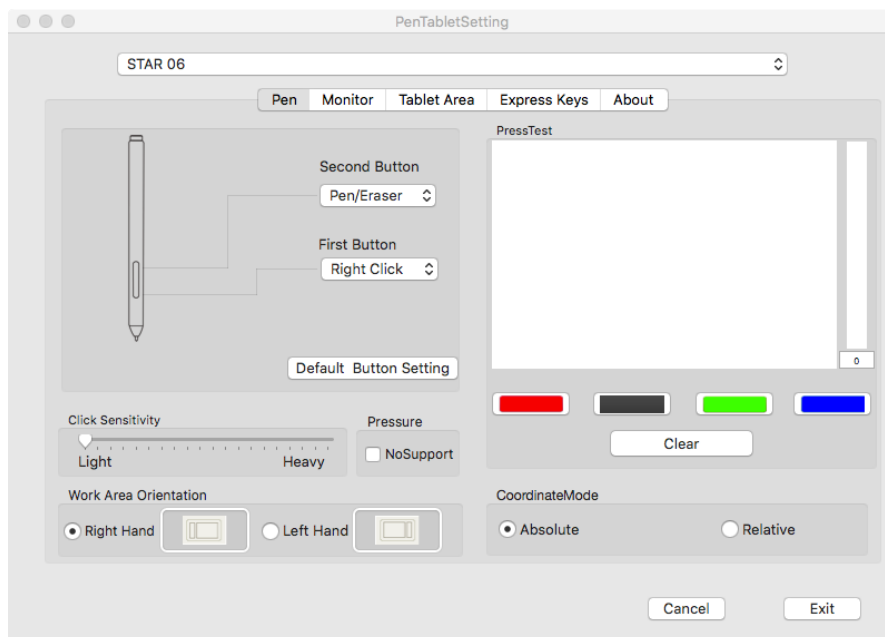 PenTabletSetting
STAR 06
Pen Monitor Tablet Area Express Keys About
Second Button
Pen/Eraser
First Button
Right Click
Default Button Setting
PressTest
0
Clear
Click Sensitivity
Light Heavy
Pressure
NoSupport
Work Area Orientation
Right Hand Left Hand
CoordinateMode
Absolute Relative
Cancel Exit